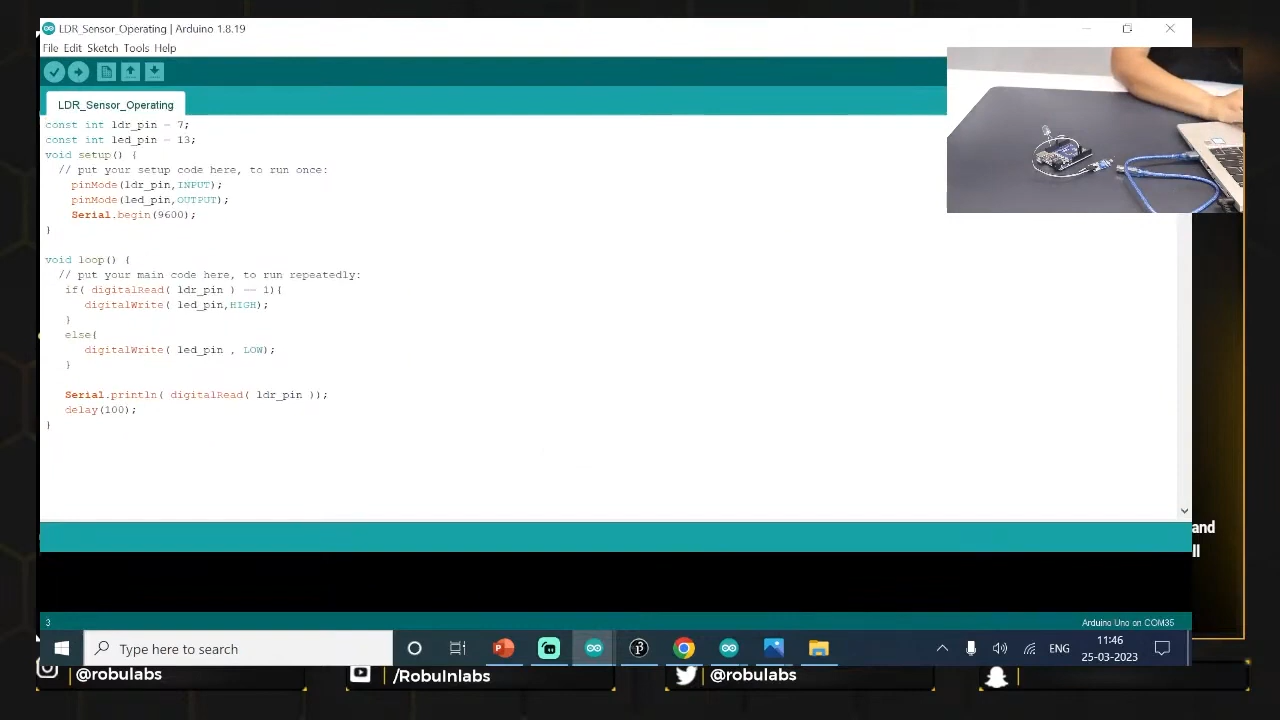 LDR_Sensor_Operating | Arduino 1.8.19
File Edit Sketch Tools Help
LDR_Sensor_Operating
const int ldr_pin = 7;
const int led_pin = 13;
void setup() {
// put your setup code here, to run once:
pinMode(ldr_pin,INPUT);
pinMode(led_pin,OUTPUT);
Serial.begin(9600);
}
void loop() {
// put your main code here, to run repeatedly:
if( digitalRead( ldr_pin ) == 1){
digitalWrite( led_pin,HIGH);
}
else{
digitalWrite( led_pin , LOW);
}
Serial.println( digitalRead( ldr_pin ));
delay(100);
}
and
ll
3
Arduino Uno on COM35
Type here to search
ENG
11:46
25-03-2023
@robulabs
/RobuInlabs
@robulabs